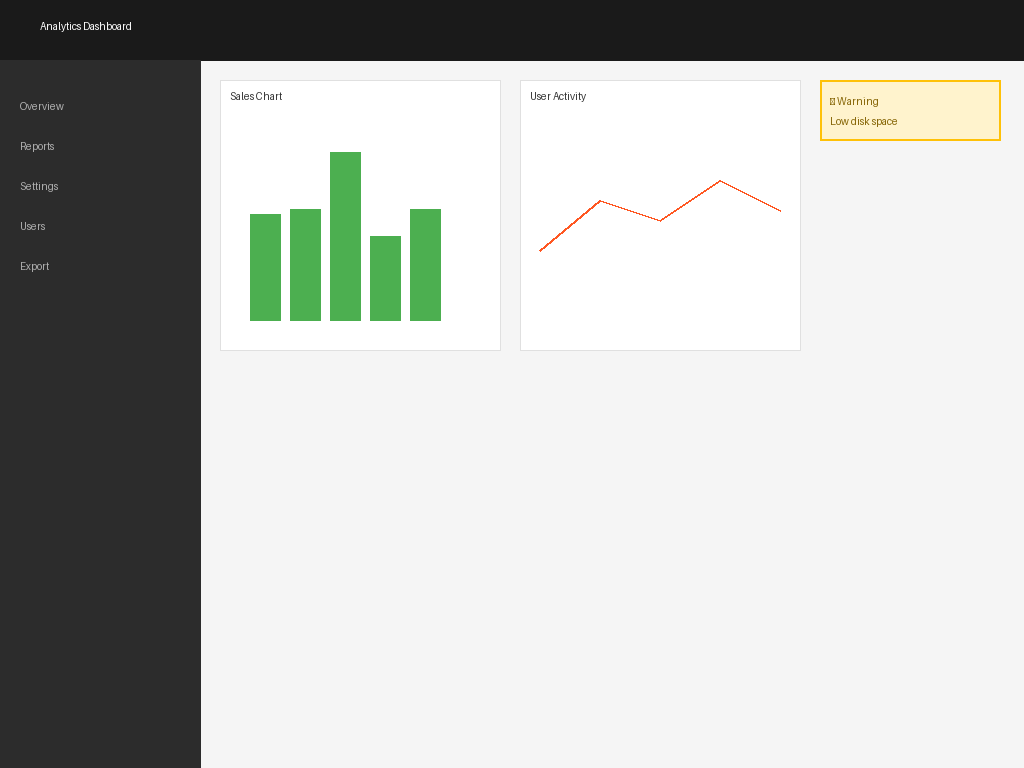 Analytics Dashboard
Overview
Reports
Settings
Users
Export
Sales Chart
User Activity
Warning
Low disk space